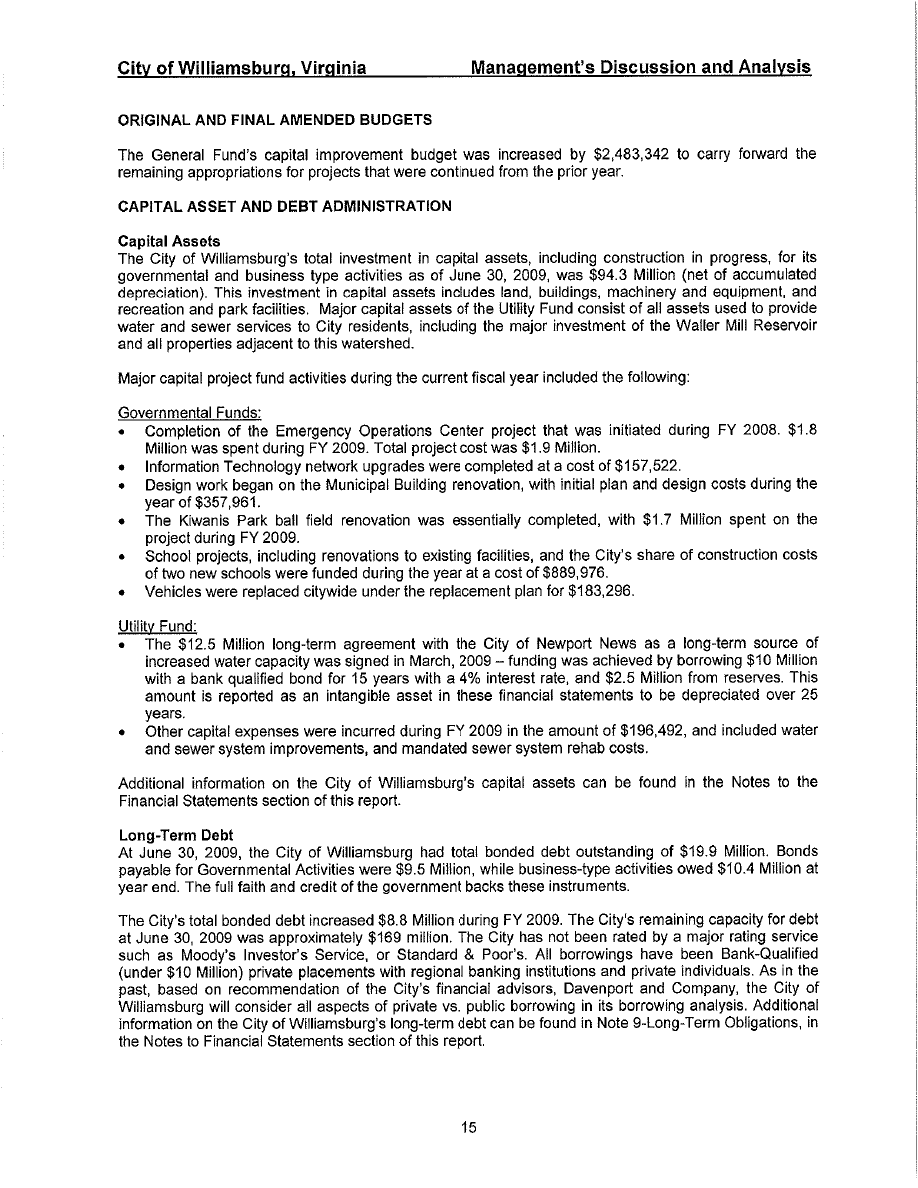 City of Williamsburg, Virginia Management's Discussion and Analysis
ORIGINAL AND FINAL AMENDED BUDGETS
The General Fund's capital improvement budget was increased by $2,483,342 to carry forward the
remaining appropriations for projects that were continued from the prior year.
CAPITAL ASSET AND DEBT ADMINISTRATION
Capital Assets
The City of Williamsburg's total investment in capital assets, including construction in progress, for its
governmental and business type activities as of June 30, 2009, was $94.3 Million (net of accumulated
depreciation). This investment in capital assets includes land, buildings, machinery and equipment, and
recreation and park facilities. Major capital assets of the Utility Fund consist of all assets used to provide
water and sewer services to City residents, including the major investment of the Waller Mill Reservoir
and all properties adjacent to this watershed.
Major capital project fund activities during the current fiscal year included the following:
Governmental Funds:
• Completion of the Emergency Operations Center project that was initiated during FY 2008. $1.8
Million was spent during FY 2009. Total project cost was $1.9 Million.
• Information Technology network upgrades were completed at a cost of $157,522.
• Design work began on the Municipal Building renovation, with initial plan and design costs during the
year of $357,961.
• The Kiwanis Park ball field renovation was essentially completed, with $1.7 Million spent on the
project during FY 2009.
• School projects, including renovations to existing facilities, and the City's share of construction costs
of two new schools were funded during the year at a cost of $889,976.
• Vehicles were replaced citywide under the replacement plan for $183,296.
Utility Fund:
• The $12.5 Million long-term agreement with the City of Newport News as a long-term source of
increased water capacity was signed in March, 2009 – funding was achieved by borrowing $10 Million
with a bank qualified bond for 15 years with a 4% interest rate, and $2.5 Million from reserves. This
amount is reported as an intangible asset in these financial statements to be depreciated over 25
years.
• Other capital expenses were incurred during FY 2009 in the amount of $196,492, and included water
and sewer system improvements, and mandated sewer system rehab costs.
Additional information on the City of Williamsburg's capital assets can be found in the Notes to the
Financial Statements section of this report.
Long-Term Debt
At June 30, 2009, the City of Williamsburg had total bonded debt outstanding of $19.9 Million. Bonds
payable for Governmental Activities were $9.5 Million, while business-type activities owed $10.4 Million at
year end. The full faith and credit of the government backs these instruments.
The City's total bonded debt increased $8.8 Million during FY 2009. The City's remaining capacity for debt
at June 30, 2009 was approximately $169 million. The City has not been rated by a major rating service
such as Moody's Investor's Service, or Standard & Poor's. All borrowings have been Bank-Qualified
(under $10 Million) private placements with regional banking institutions and private individuals. As in the
past, based on recommendation of the City's financial advisors, Davenport and Company, the City of
Williamsburg will consider all aspects of private vs. public borrowing in its borrowing analysis. Additional
information on the City of Williamsburg's long-term debt can be found in Note 9-Long-Term Obligations, in
the Notes to Financial Statements section of this report.
15